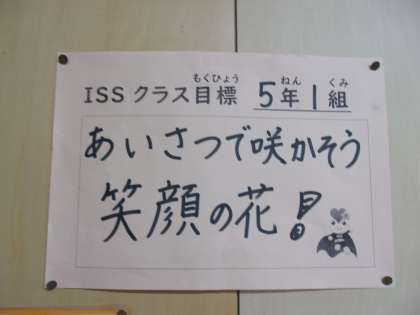 もくひょう ねん くみ
ISSクラス目標 5年1組
あいさつで咲かそう
笑顔の花!